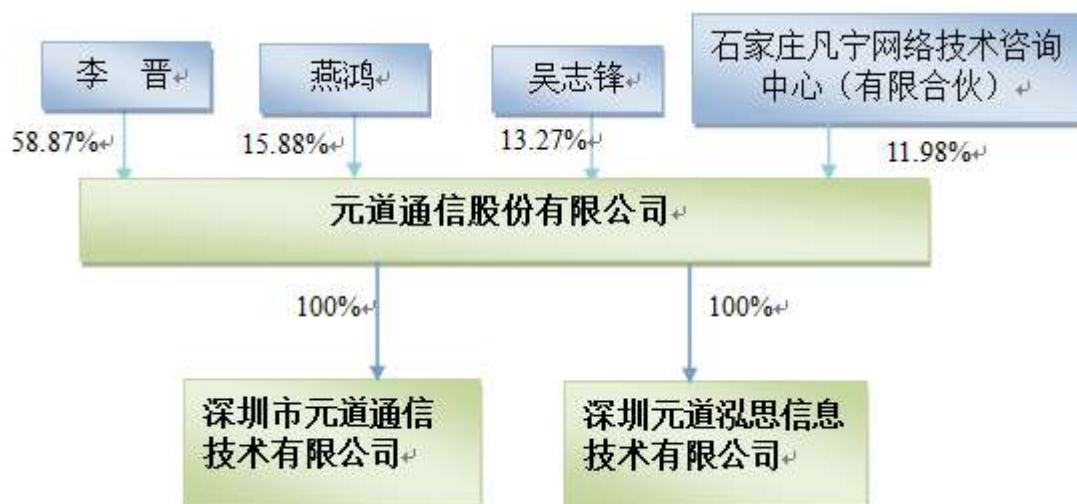 李 晋↵
燕鸿↵
吴志锋↵
石家庄凡宁网络技术咨询
中心（有限合伙）↵
58.87%↵
15.88%↵
13.27%↵
11.98%↵
元道通信股份有限公司↵
100%↵
100%↵
深圳市元道通信
技术有限公司↵
深圳元道泓思信息
技术有限公司↵